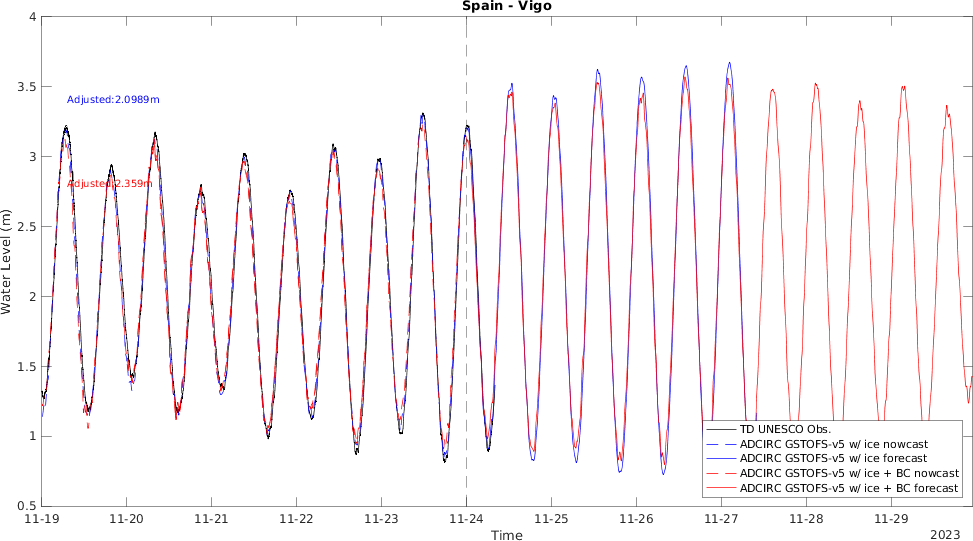 Spain - Vigo
4
3.5
3
2.5
2
1.5
1
0.5
Water Level (m)
Adjusted:2.0989m
Adjusted:2.359m
TD UNESCO Obs.
ADCIRC GSTOFS-v5 w/ ice nowcast
ADCIRC GSTOFS-v5 w/ ice forecast
ADCIRC GSTOFS-v5 w/ ice + BC nowcast
ADCIRC GSTOFS-v5 w/ ice + BC forecast
11-19 11-20 11-21 11-22 11-23 11-24 11-25 11-26 11-27 11-28 11-29
Time
2023